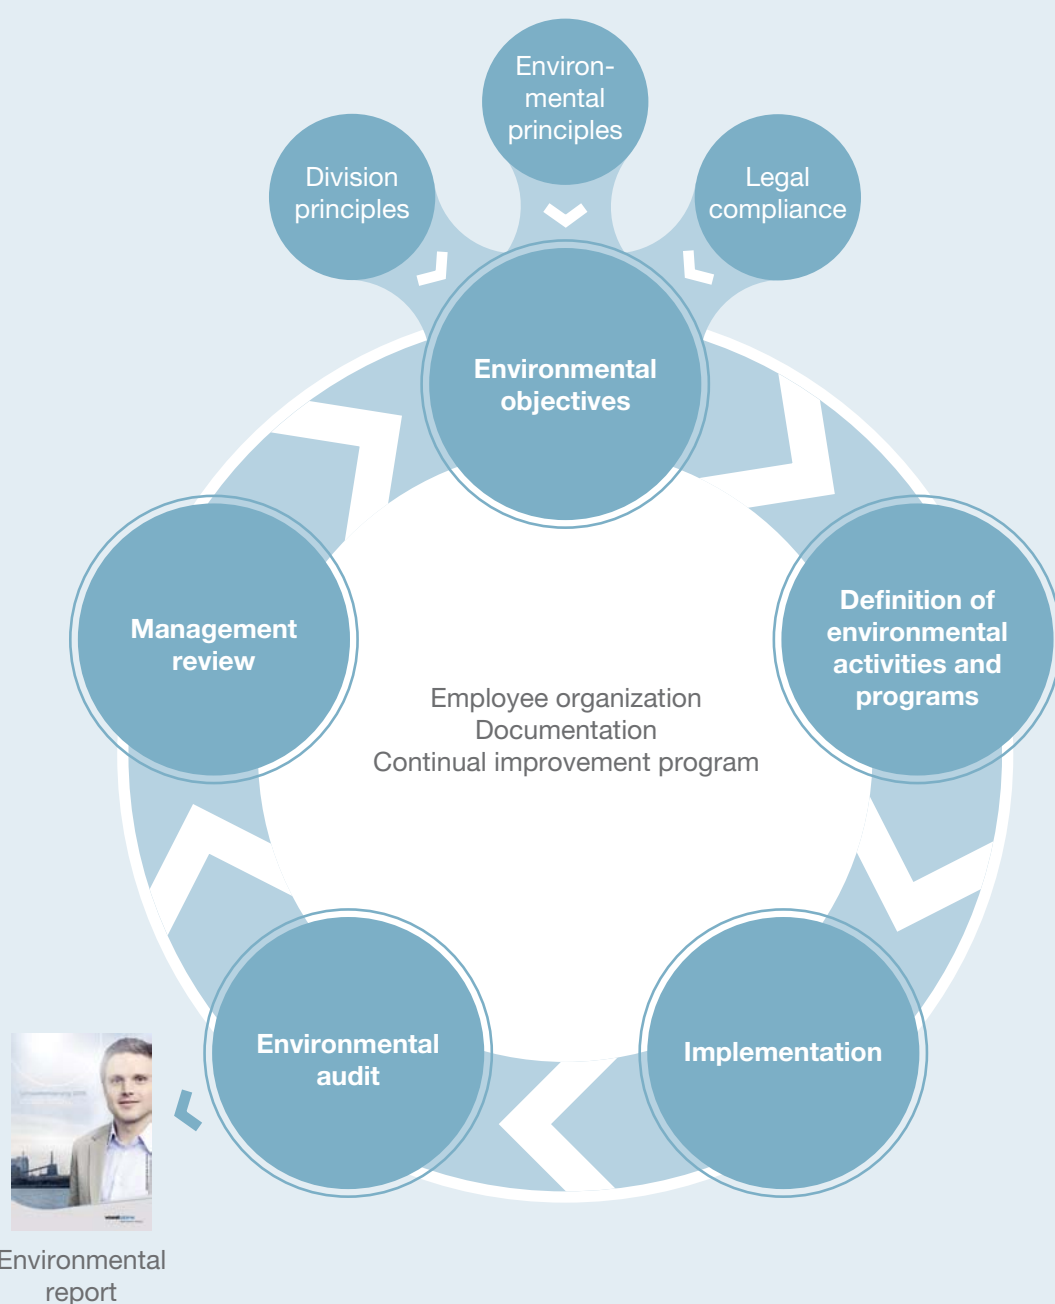 Environ-
mental
principles
Division
principles
Legal
compliance
Environmental
objectives
Management
review
Definition of
environmental
activities and
programs
Employee organization
Documentation
Continual improvement program
Environmental
audit
Implementation
Environmental
report